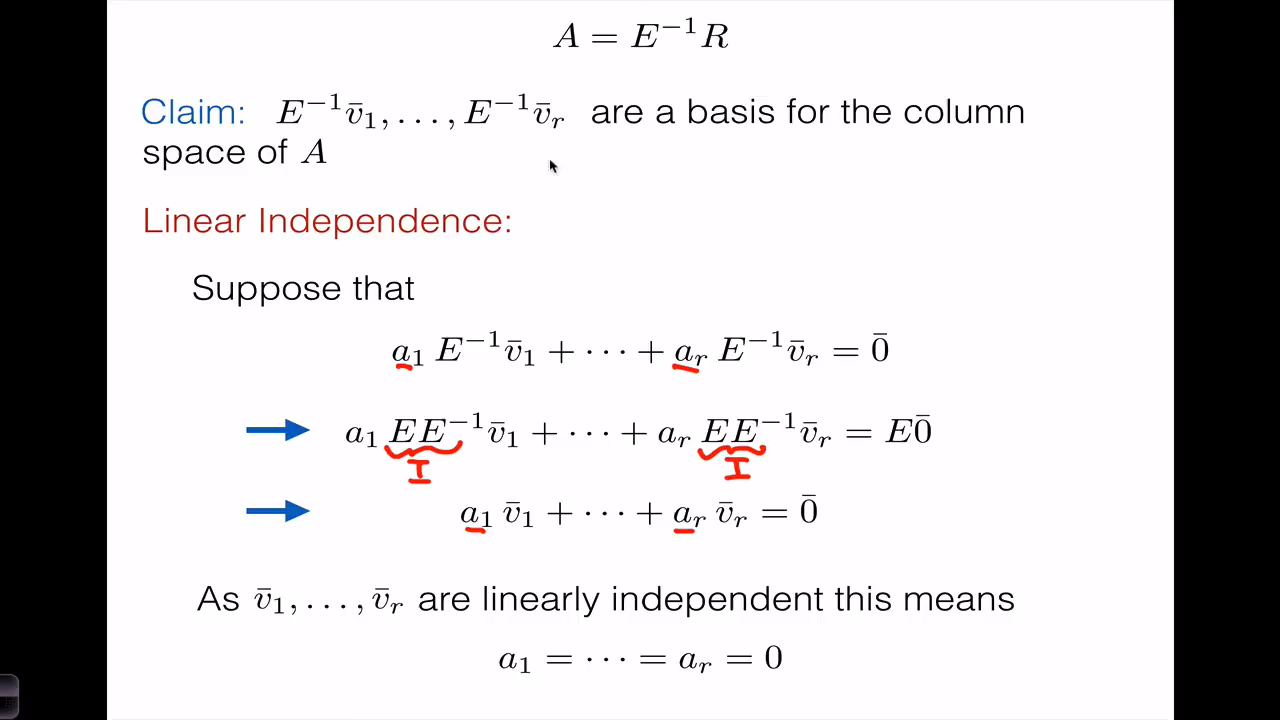 A = E⁻¹R
Claim: E⁻¹v̄₁, . . . , E⁻¹v̄ᵣ are a basis for the column
space of A
Linear Independence:
Suppose that
a₁ E⁻¹v̄₁ + · · · + aᵣ E⁻¹v̄ᵣ = 0̄
a₁ EE⁻¹v̄₁ + · · · + aᵣ EE⁻¹v̄ᵣ = E0̄
I I
a₁ v̄₁ + · · · + aᵣ v̄ᵣ = 0̄
As v̄₁, . . . , v̄ᵣ are linearly independent this means
a₁ = · · · = aᵣ = 0